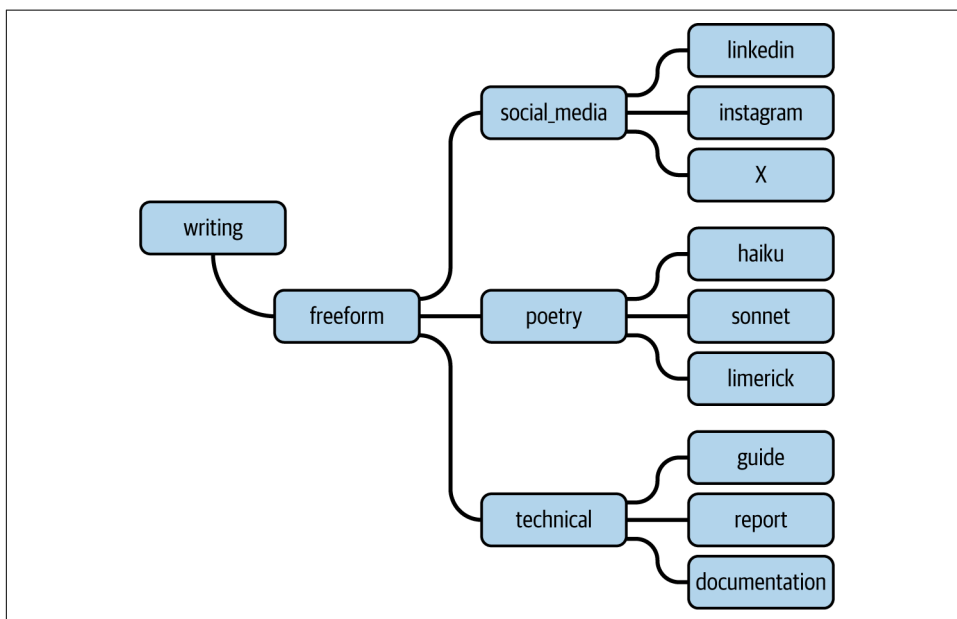 writing
freeform
social_media
linkedin
instagram
X
poetry
haiku
sonnet
limerick
technical
guide
report
documentation